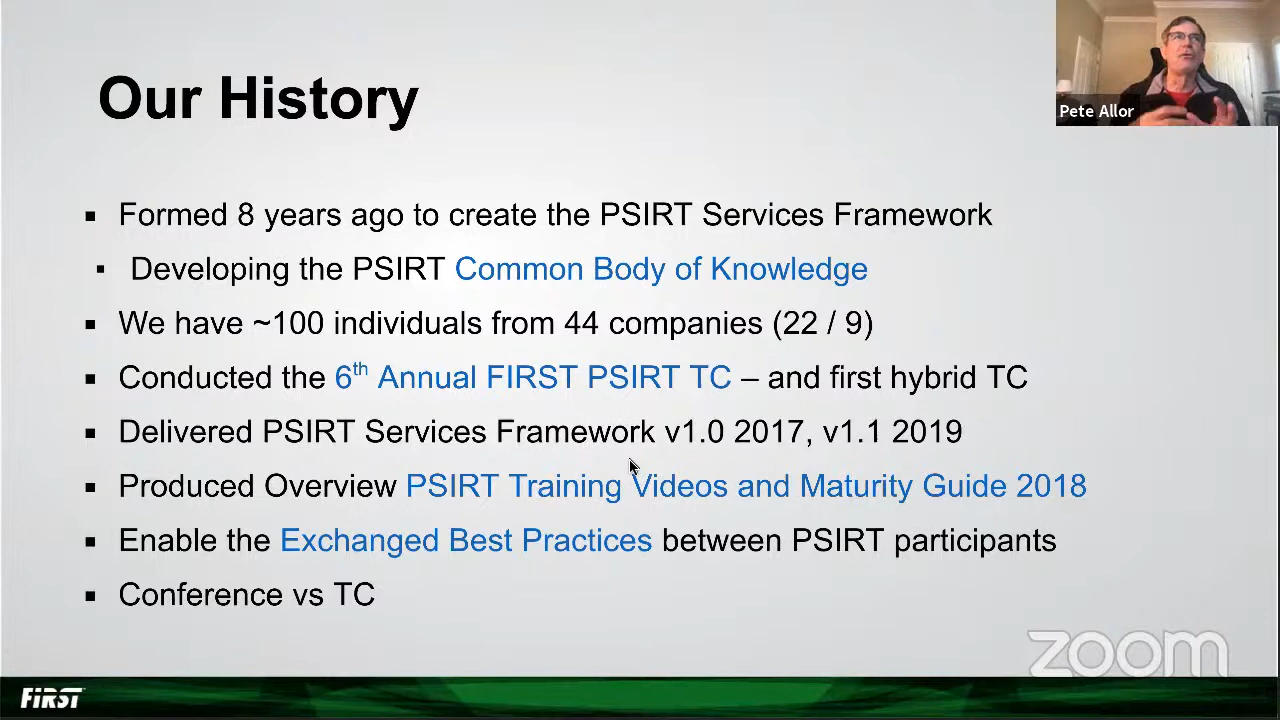 Our History
Pete Allor
▪ Formed 8 years ago to create the PSIRT Services Framework
▪ Developing the PSIRT Common Body of Knowledge
▪ We have ~100 individuals from 44 companies (22 / 9)
▪ Conducted the 6th Annual FIRST PSIRT TC – and first hybrid TC
▪ Delivered PSIRT Services Framework v1.0 2017, v1.1 2019
▪ Produced Overview PSIRT Training Videos and Maturity Guide 2018
▪ Enable the Exchanged Best Practices between PSIRT participants
▪ Conference vs TC
zoom
FiRST